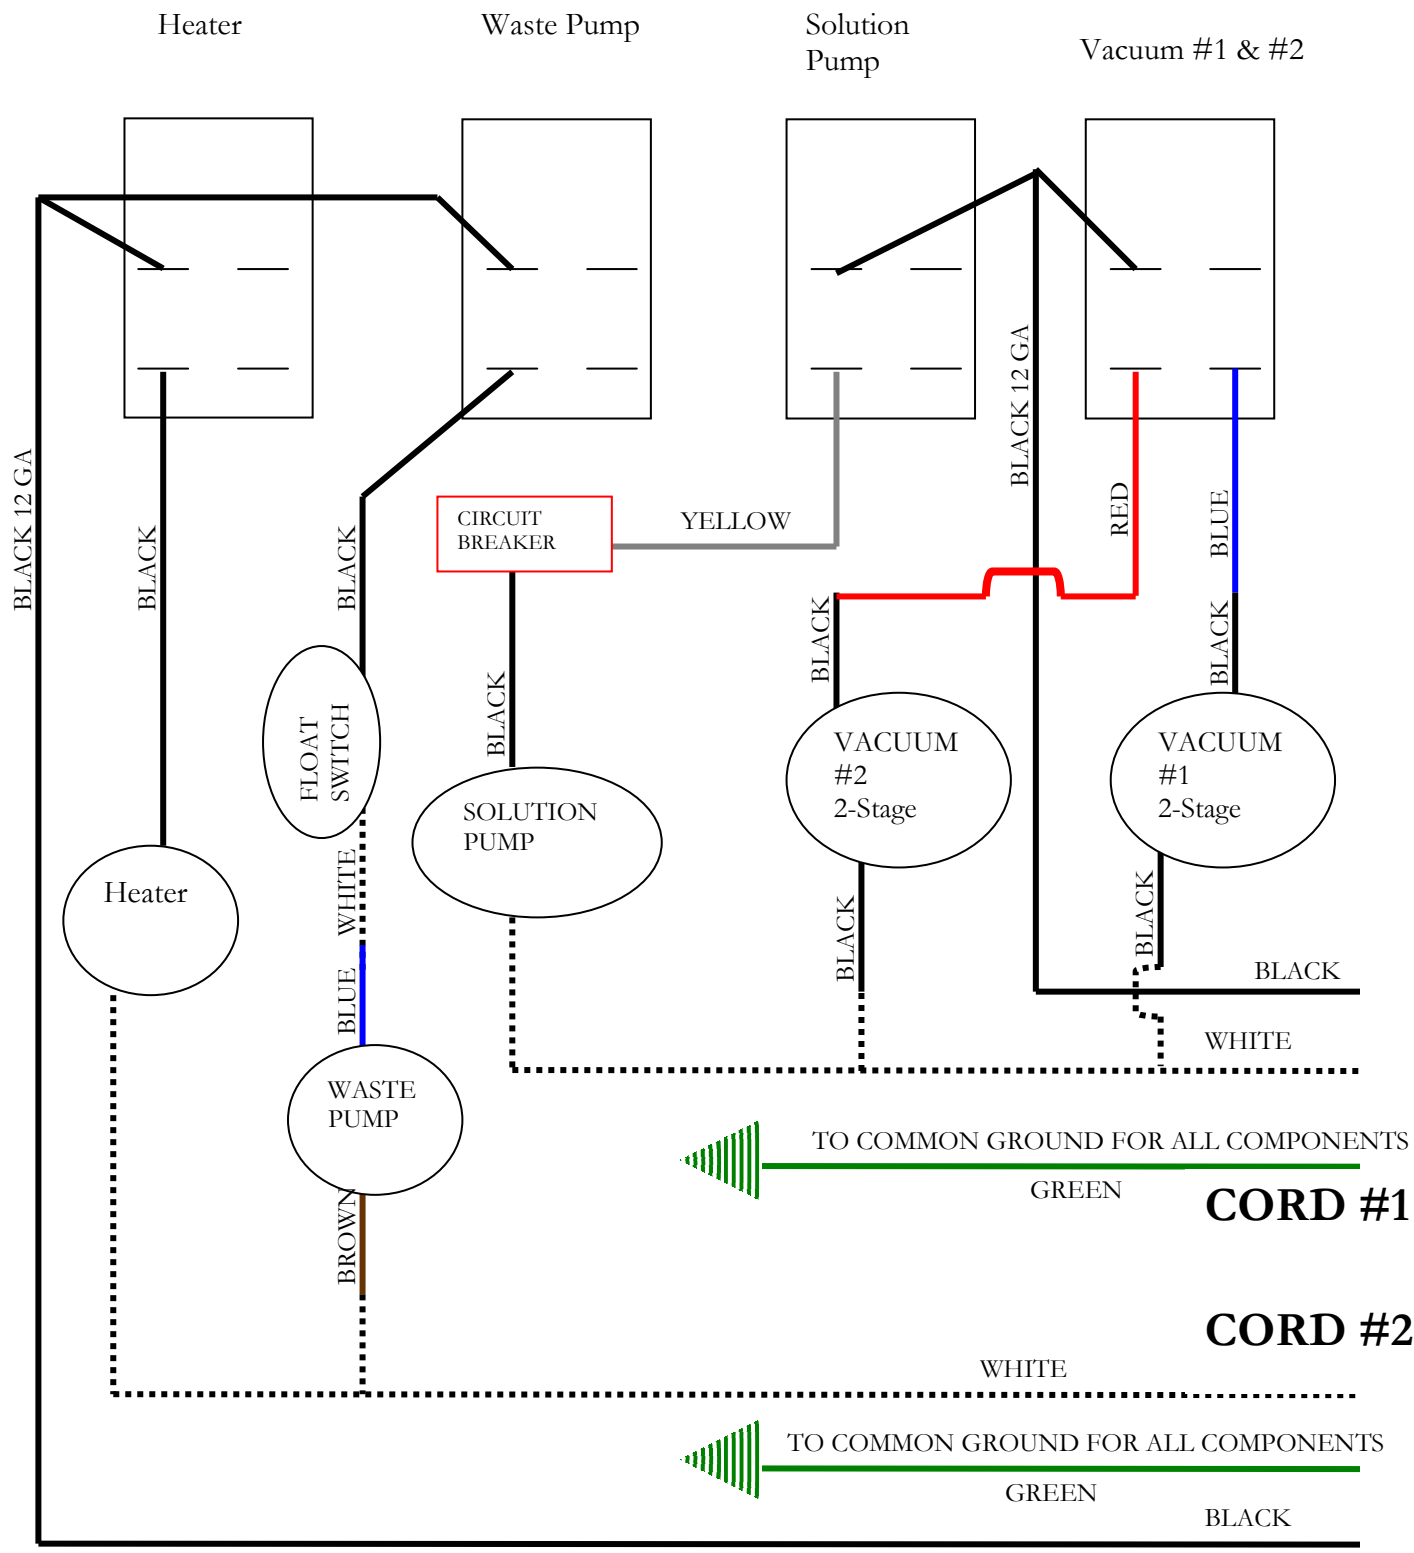 Heater
Waste Pump
Solution
Pump
Vacuum #1 & #2
BLACK 12 GA
BLACK
BLACK
CIRCUIT
BREAKER
YELLOW
BLACK 12 GA
RED
BLUE
BLACK
BLACK
BLACK
FLOAT
SWITCH
SOLUTION
PUMP
VACUUM
#2
2-Stage
VACUUM
#1
2-Stage
Heater
WHITE
BLUE
BLACK
BLACK
BLACK
WHITE
WASTE
PUMP
BROWN
TO COMMON GROUND FOR ALL COMPONENTS
GREEN
CORD #1
CORD #2
WHITE
TO COMMON GROUND FOR ALL COMPONENTS
GREEN
BLACK